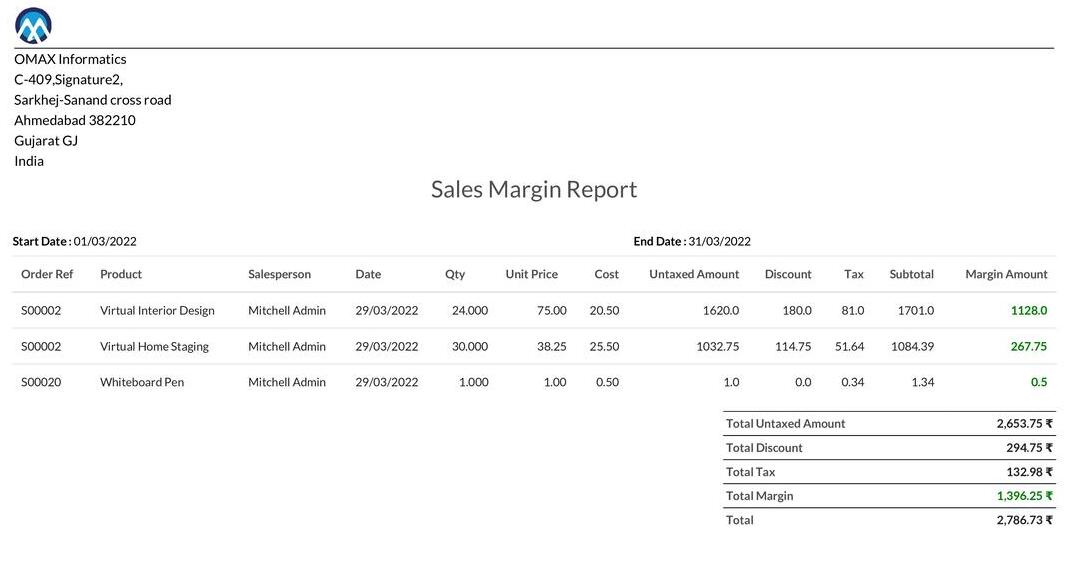 OMAX Informatics
C-409,Signature2,
Sarkhej-Sanand cross road
Ahmedabad 382210
Gujarat GJ
India
Sales Margin Report
Start Date : 01/03/2022 End Date : 31/03/2022
Order Ref Product Salesperson Date Qty Unit Price Cost Untaxed Amount Discount Tax Subtotal Margin Amount
S00002 Virtual Interior Design Mitchell Admin 29/03/2022 24.000 75.00 20.50 1620.0 180.0 81.0 1701.0 1128.0
S00002 Virtual Home Staging Mitchell Admin 29/03/2022 30.000 38.25 25.50 1032.75 114.75 51.64 1084.39 267.75
S00020 Whiteboard Pen Mitchell Admin 29/03/2022 1.000 1.00 0.50 1.0 0.0 0.34 1.34 0.5
Total Untaxed Amount 2,653.75 ₹
Total Discount 294.75 ₹
Total Tax 132.98 ₹
Total Margin 1,396.25 ₹
Total 2,786.73 ₹